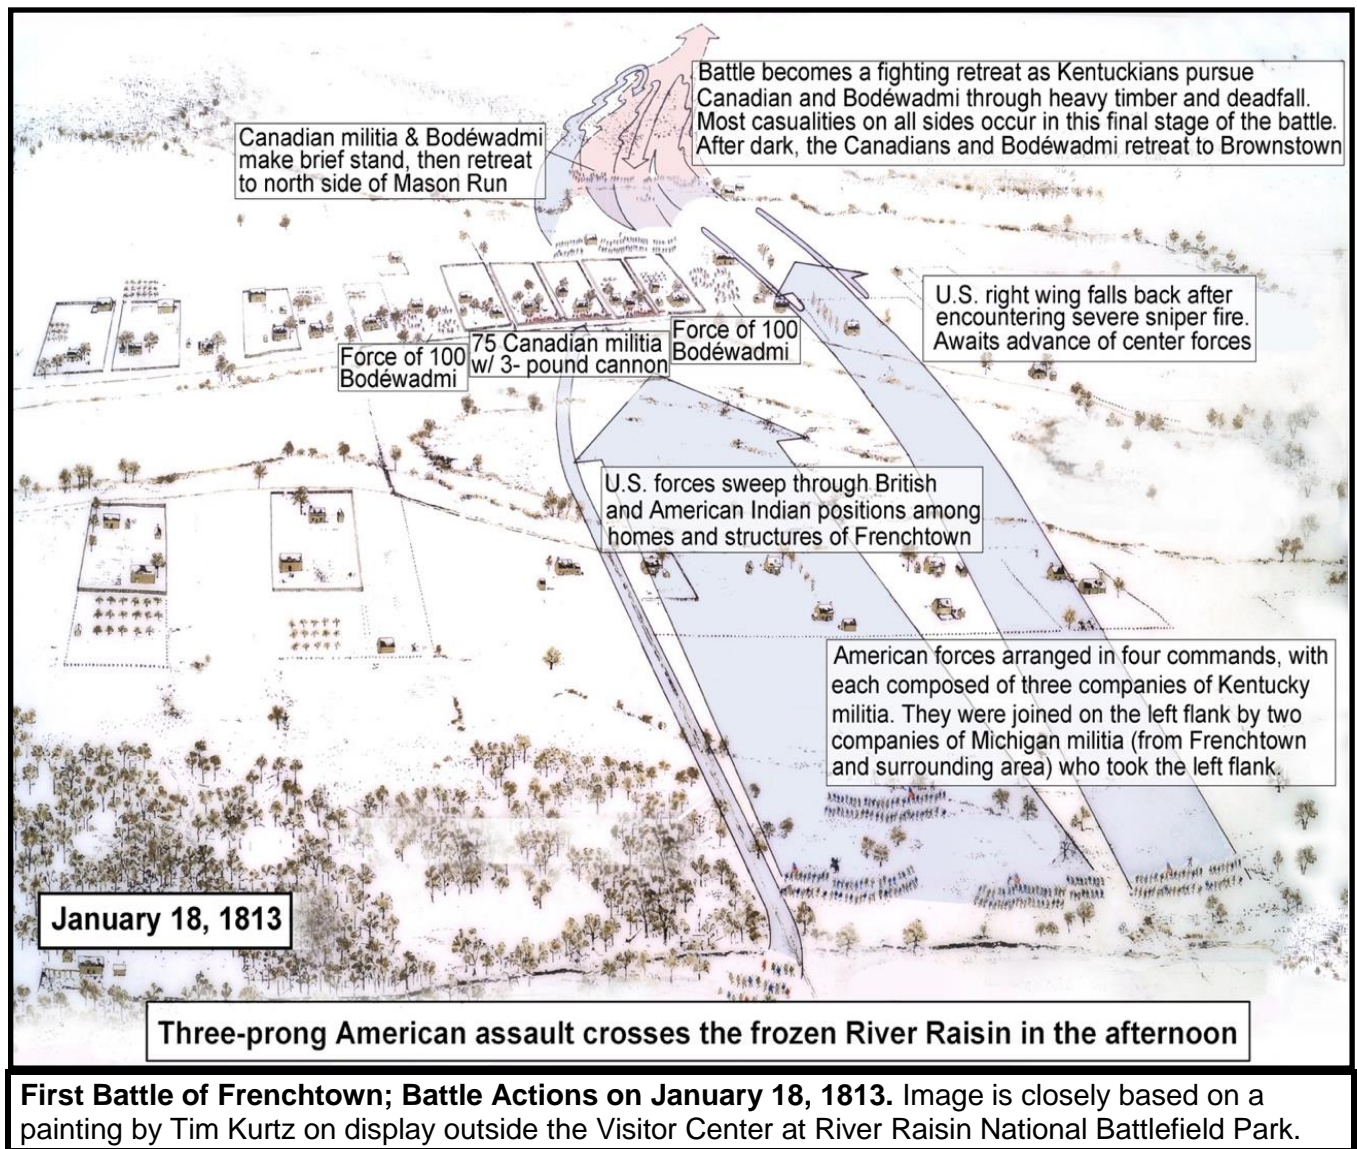 Battle becomes a fighting retreat as Kentuckians pursue
Canadian and Bodéwadmi through heavy timber and deadfall.
Most casualities on all sides occur in this final stage of the battle.
After dark, the Canadians and Bodéwadmi retreat to Brownstown
Canadian militia & Bodéwadmi
make brief stand, then retreat
to north side of Mason Run
U.S. right wing falls back after
encountering severe sniper fire.
Awaits advance of center forces
Force of 100
Bodéwadmi
75 Canadian militia
w/ 3- pound cannon
Force of 100
Bodéwadmi
U.S. forces sweep through British
and American Indian positions among
homes and structures of Frenchtown
American forces arranged in four commands, with
each composed of three companies of Kentucky
militia. They were joined on the left flank by two
companies of Michigan militia (from Frenchtown
and surrounding area) who took the left flank.
January 18, 1813
Three-prong American assault crosses the frozen River Raisin in the afternoon
First Battle of Frenchtown; Battle Actions on January 18, 1813. Image is closely based on a
painting by Tim Kurtz on display outside the Visitor Center at River Raisin National Battlefield Park.